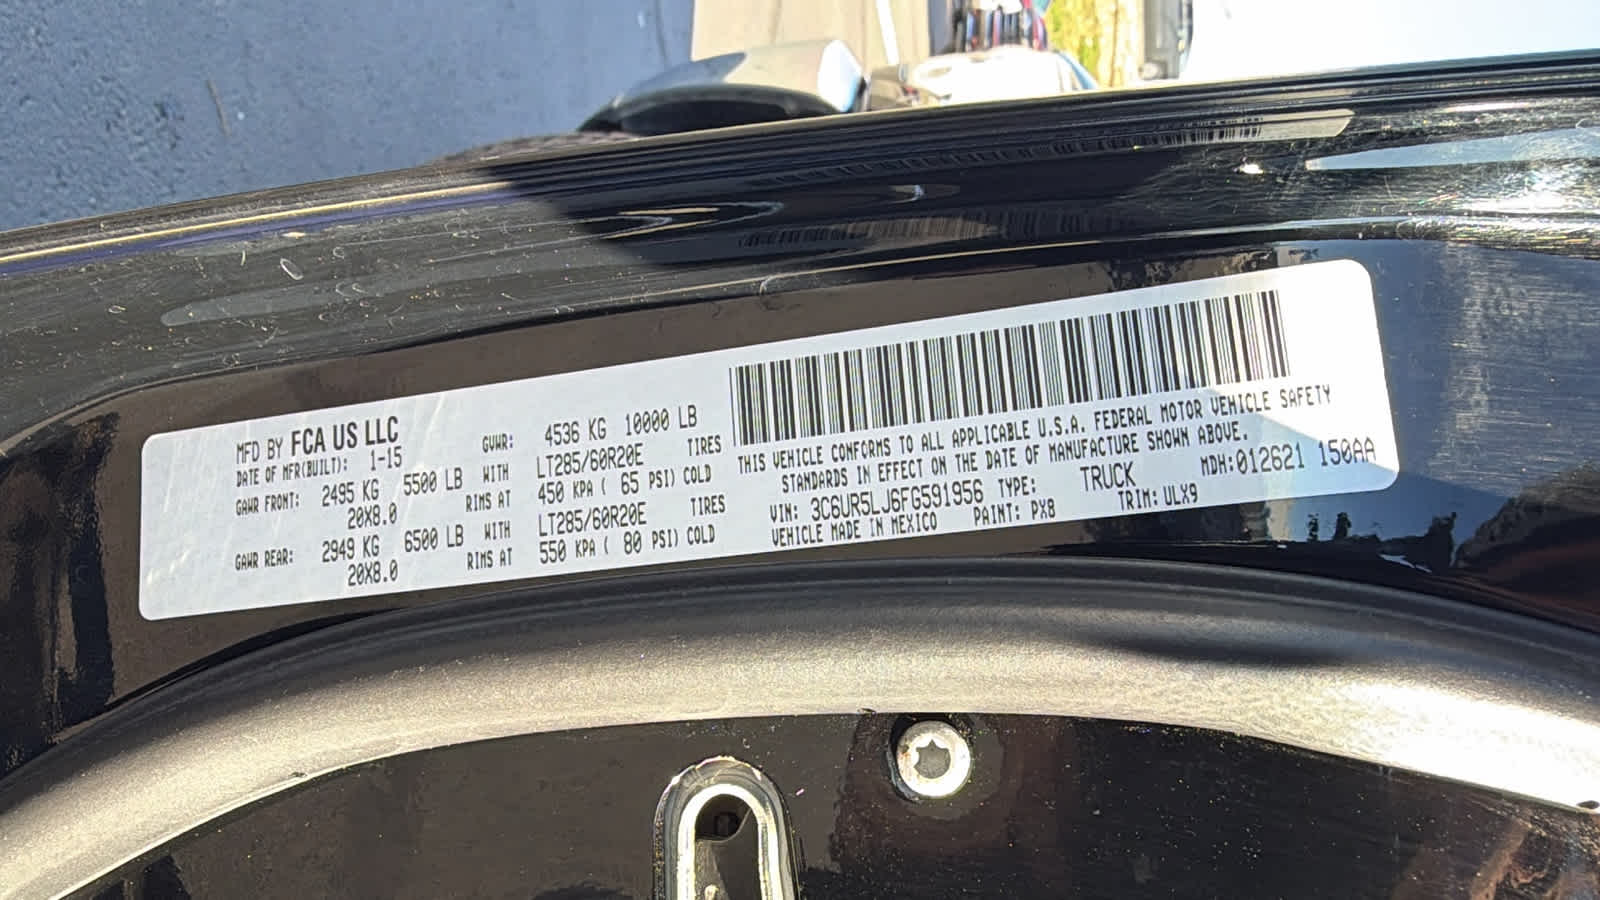 MFD BY FCA US LLC
DATE OF MFR(BUILT): 1-15
GVWR: 4536 KG 10000 LB
GAWR FRONT: 2495 KG 5500 LB WITH LT285/60R20E TIRES
20X8.0 RIMS AT 450 KPA ( 65 PSI) COLD
GAWR REAR: 2949 KG 6500 LB WITH LT285/60R20E TIRES
20X8.0 RIMS AT 550 KPA ( 80 PSI) COLD
THIS VEHICLE CONFORMS TO ALL APPLICABLE U.S.A. FEDERAL MOTOR VEHICLE SAFETY
STANDARDS IN EFFECT ON THE DATE OF MANUFACTURE SHOWN ABOVE.
MDH:012621 150AA
VIN: 3C6UR5LJ6FG591956 TYPE: TRUCK
VEHICLE MADE IN MEXICO PAINT: PX8 TRIM: ULX9